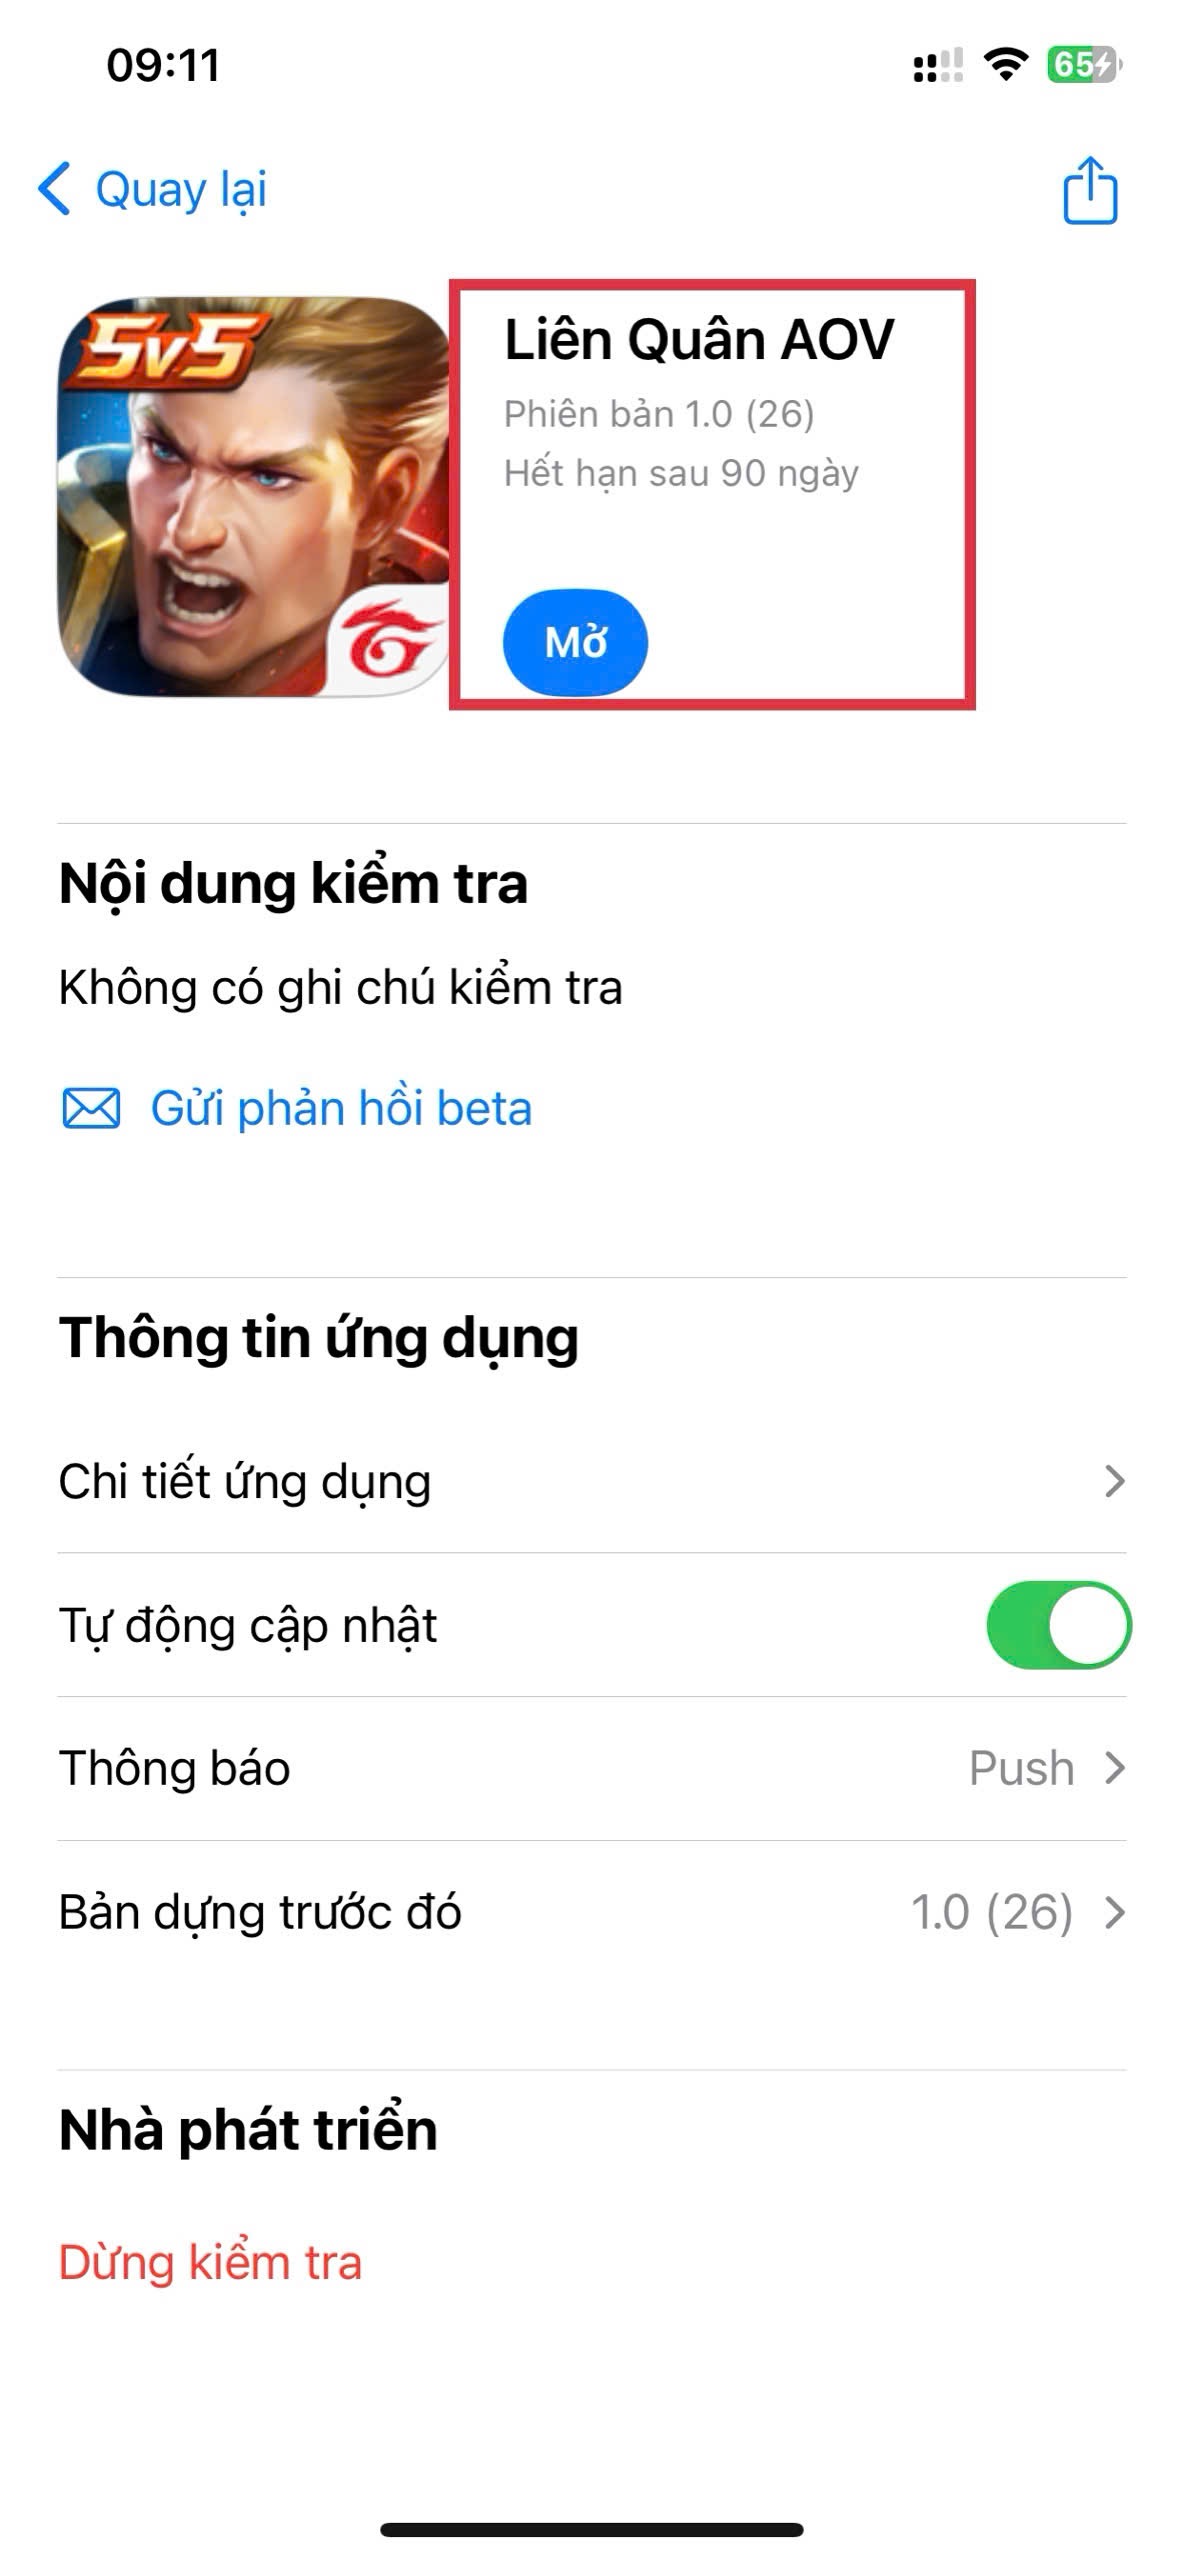 09:11
65
Quay lại
5v5
Liên Quân AOV
Phiên bản 1.0 (26)
Hết hạn sau 90 ngày
Mở
Nội dung kiểm tra
Không có ghi chú kiểm tra
Gửi phản hồi beta
Thông tin ứng dụng
Chi tiết ứng dụng
Tự động cập nhật
Thông báo Push
Bản dựng trước đó 1.0 (26)
Nhà phát triển
Dừng kiểm tra